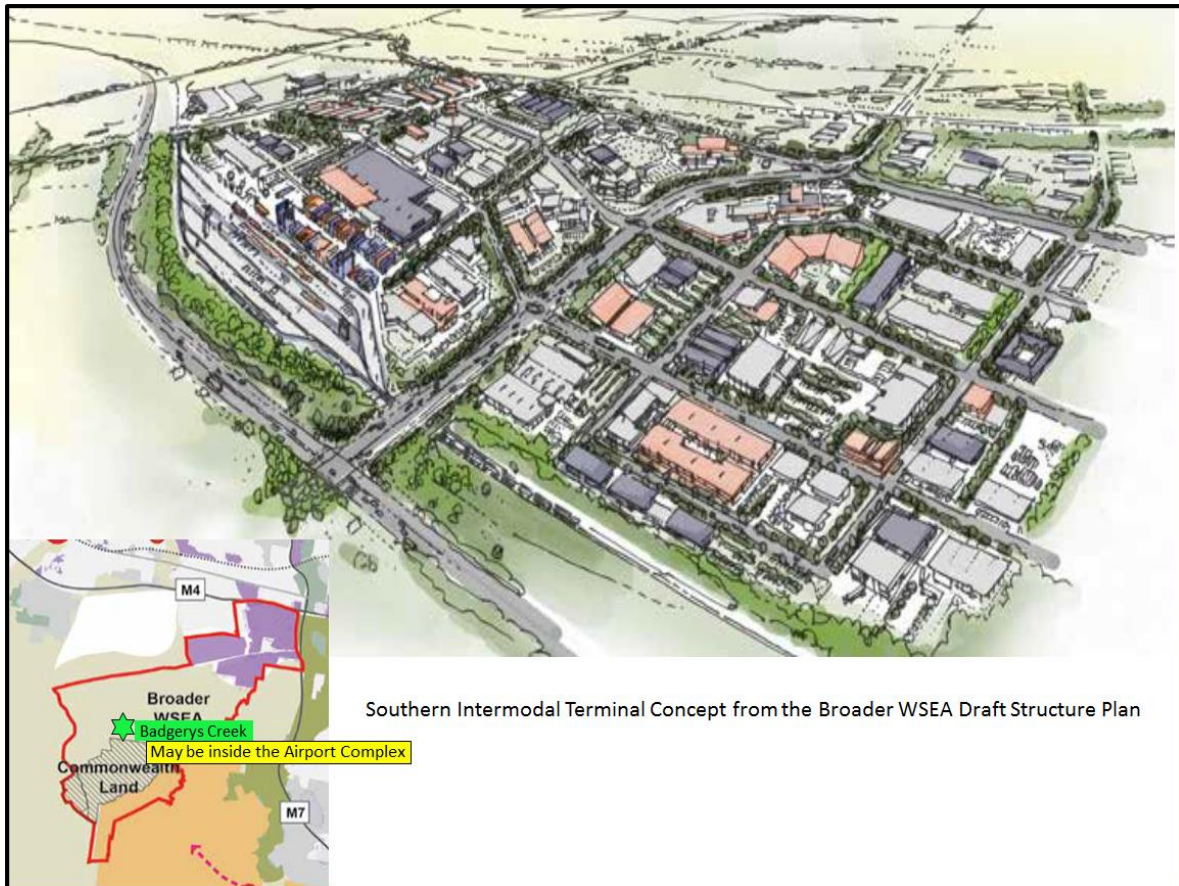 M4
Broader
WSEA
Badgerys Creek
May be inside the Airport Complex
Commonwealth
Land
M7
Southern Intermodal Terminal Concept from the Broader WSEA Draft Structure Plan